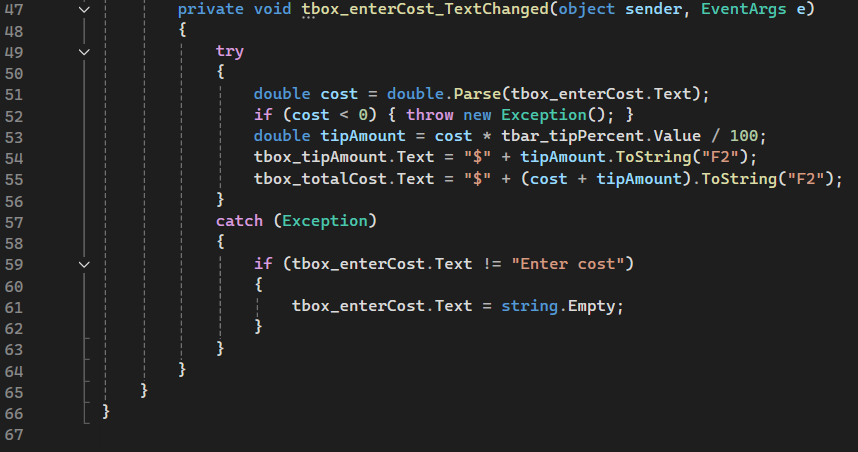 47 private void tbox_enterCost_TextChanged(object sender, EventArgs e)
48 {
49 try
50 {
51 double cost = double.Parse(tbox_enterCost.Text);
52 if (cost < 0) { throw new Exception(); }
53 double tipAmount = cost * tbar_tipPercent.Value / 100;
54 tbox_tipAmount.Text = "$" + tipAmount.ToString("F2");
55 tbox_totalCost.Text = "$" + (cost + tipAmount).ToString("F2");
56 }
57 catch (Exception)
58 {
59 if (tbox_enterCost.Text != "Enter cost")
60 {
61 tbox_enterCost.Text = string.Empty;
62 }
63 }
64 }
65 }
66 }
67